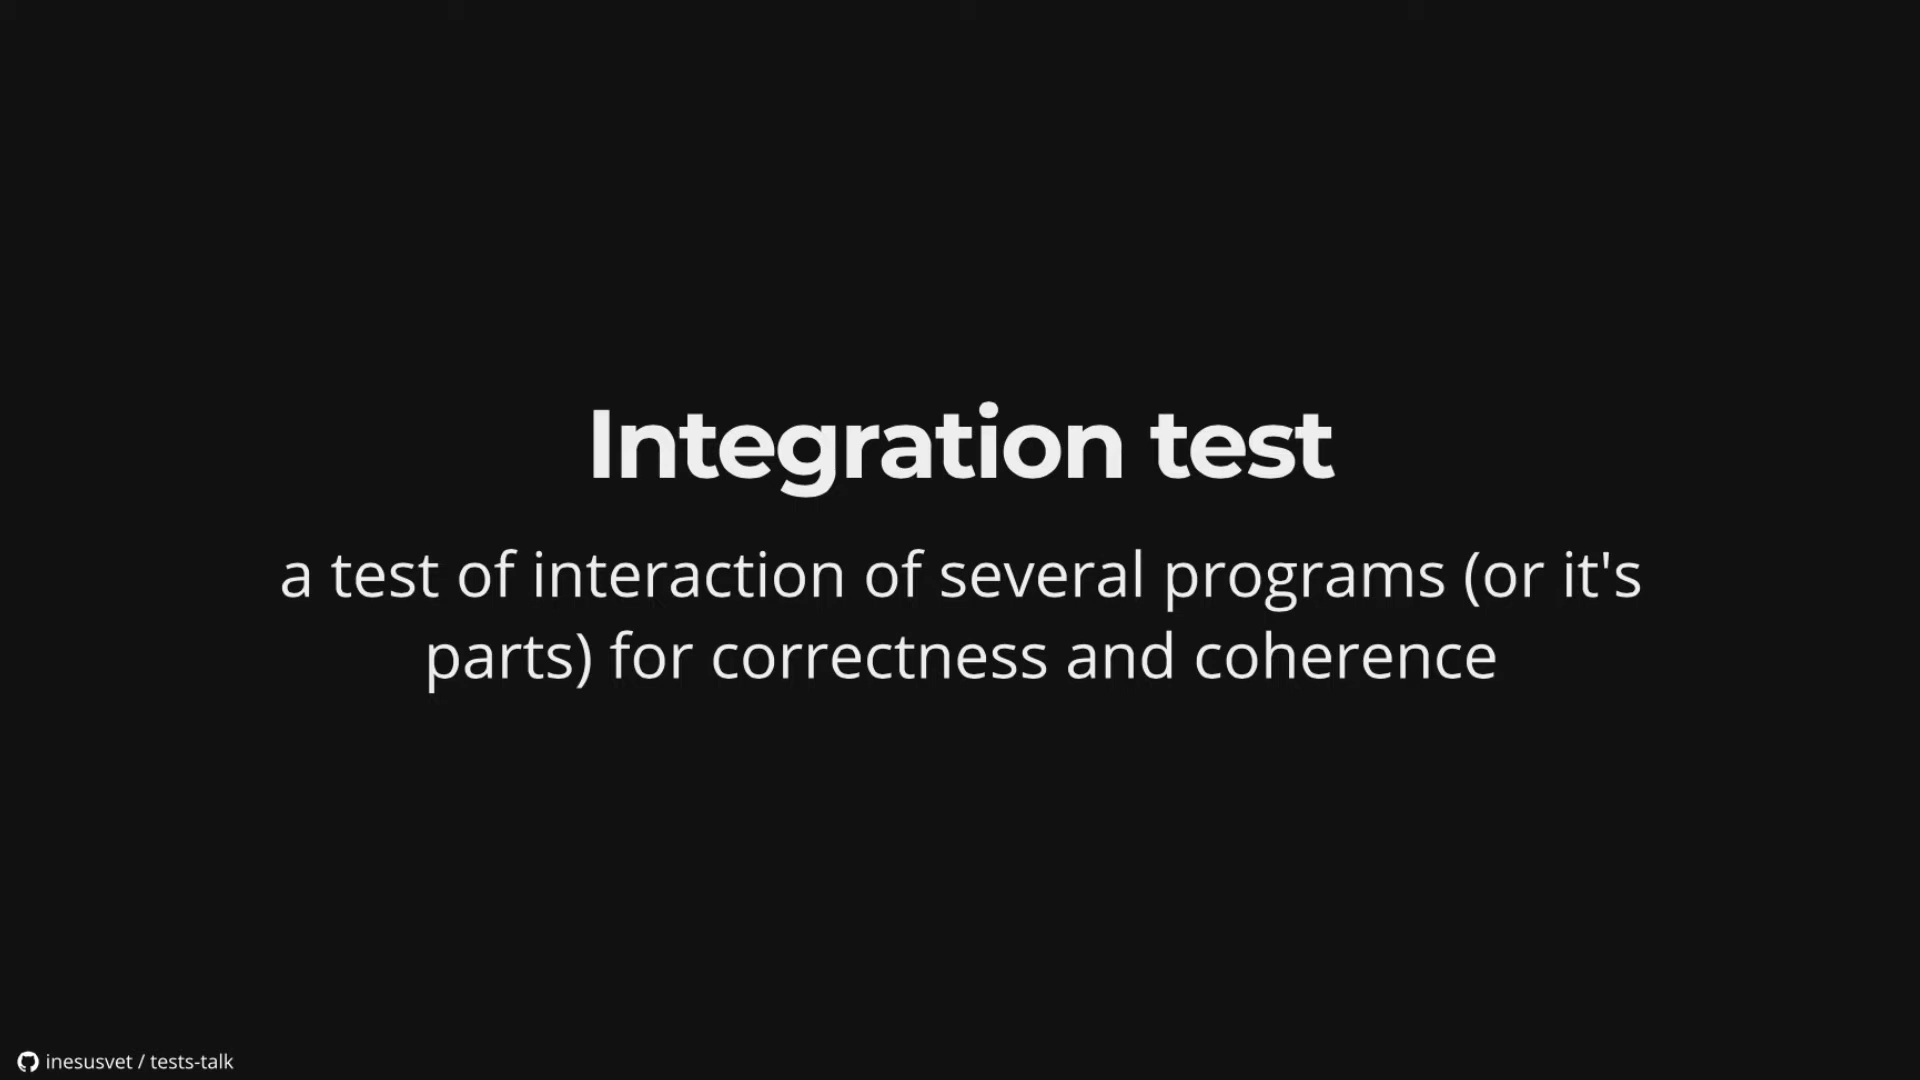 Integration test
a test of interaction of several programs (or it's
parts) for correctness and coherence
inesusvet / tests-talk